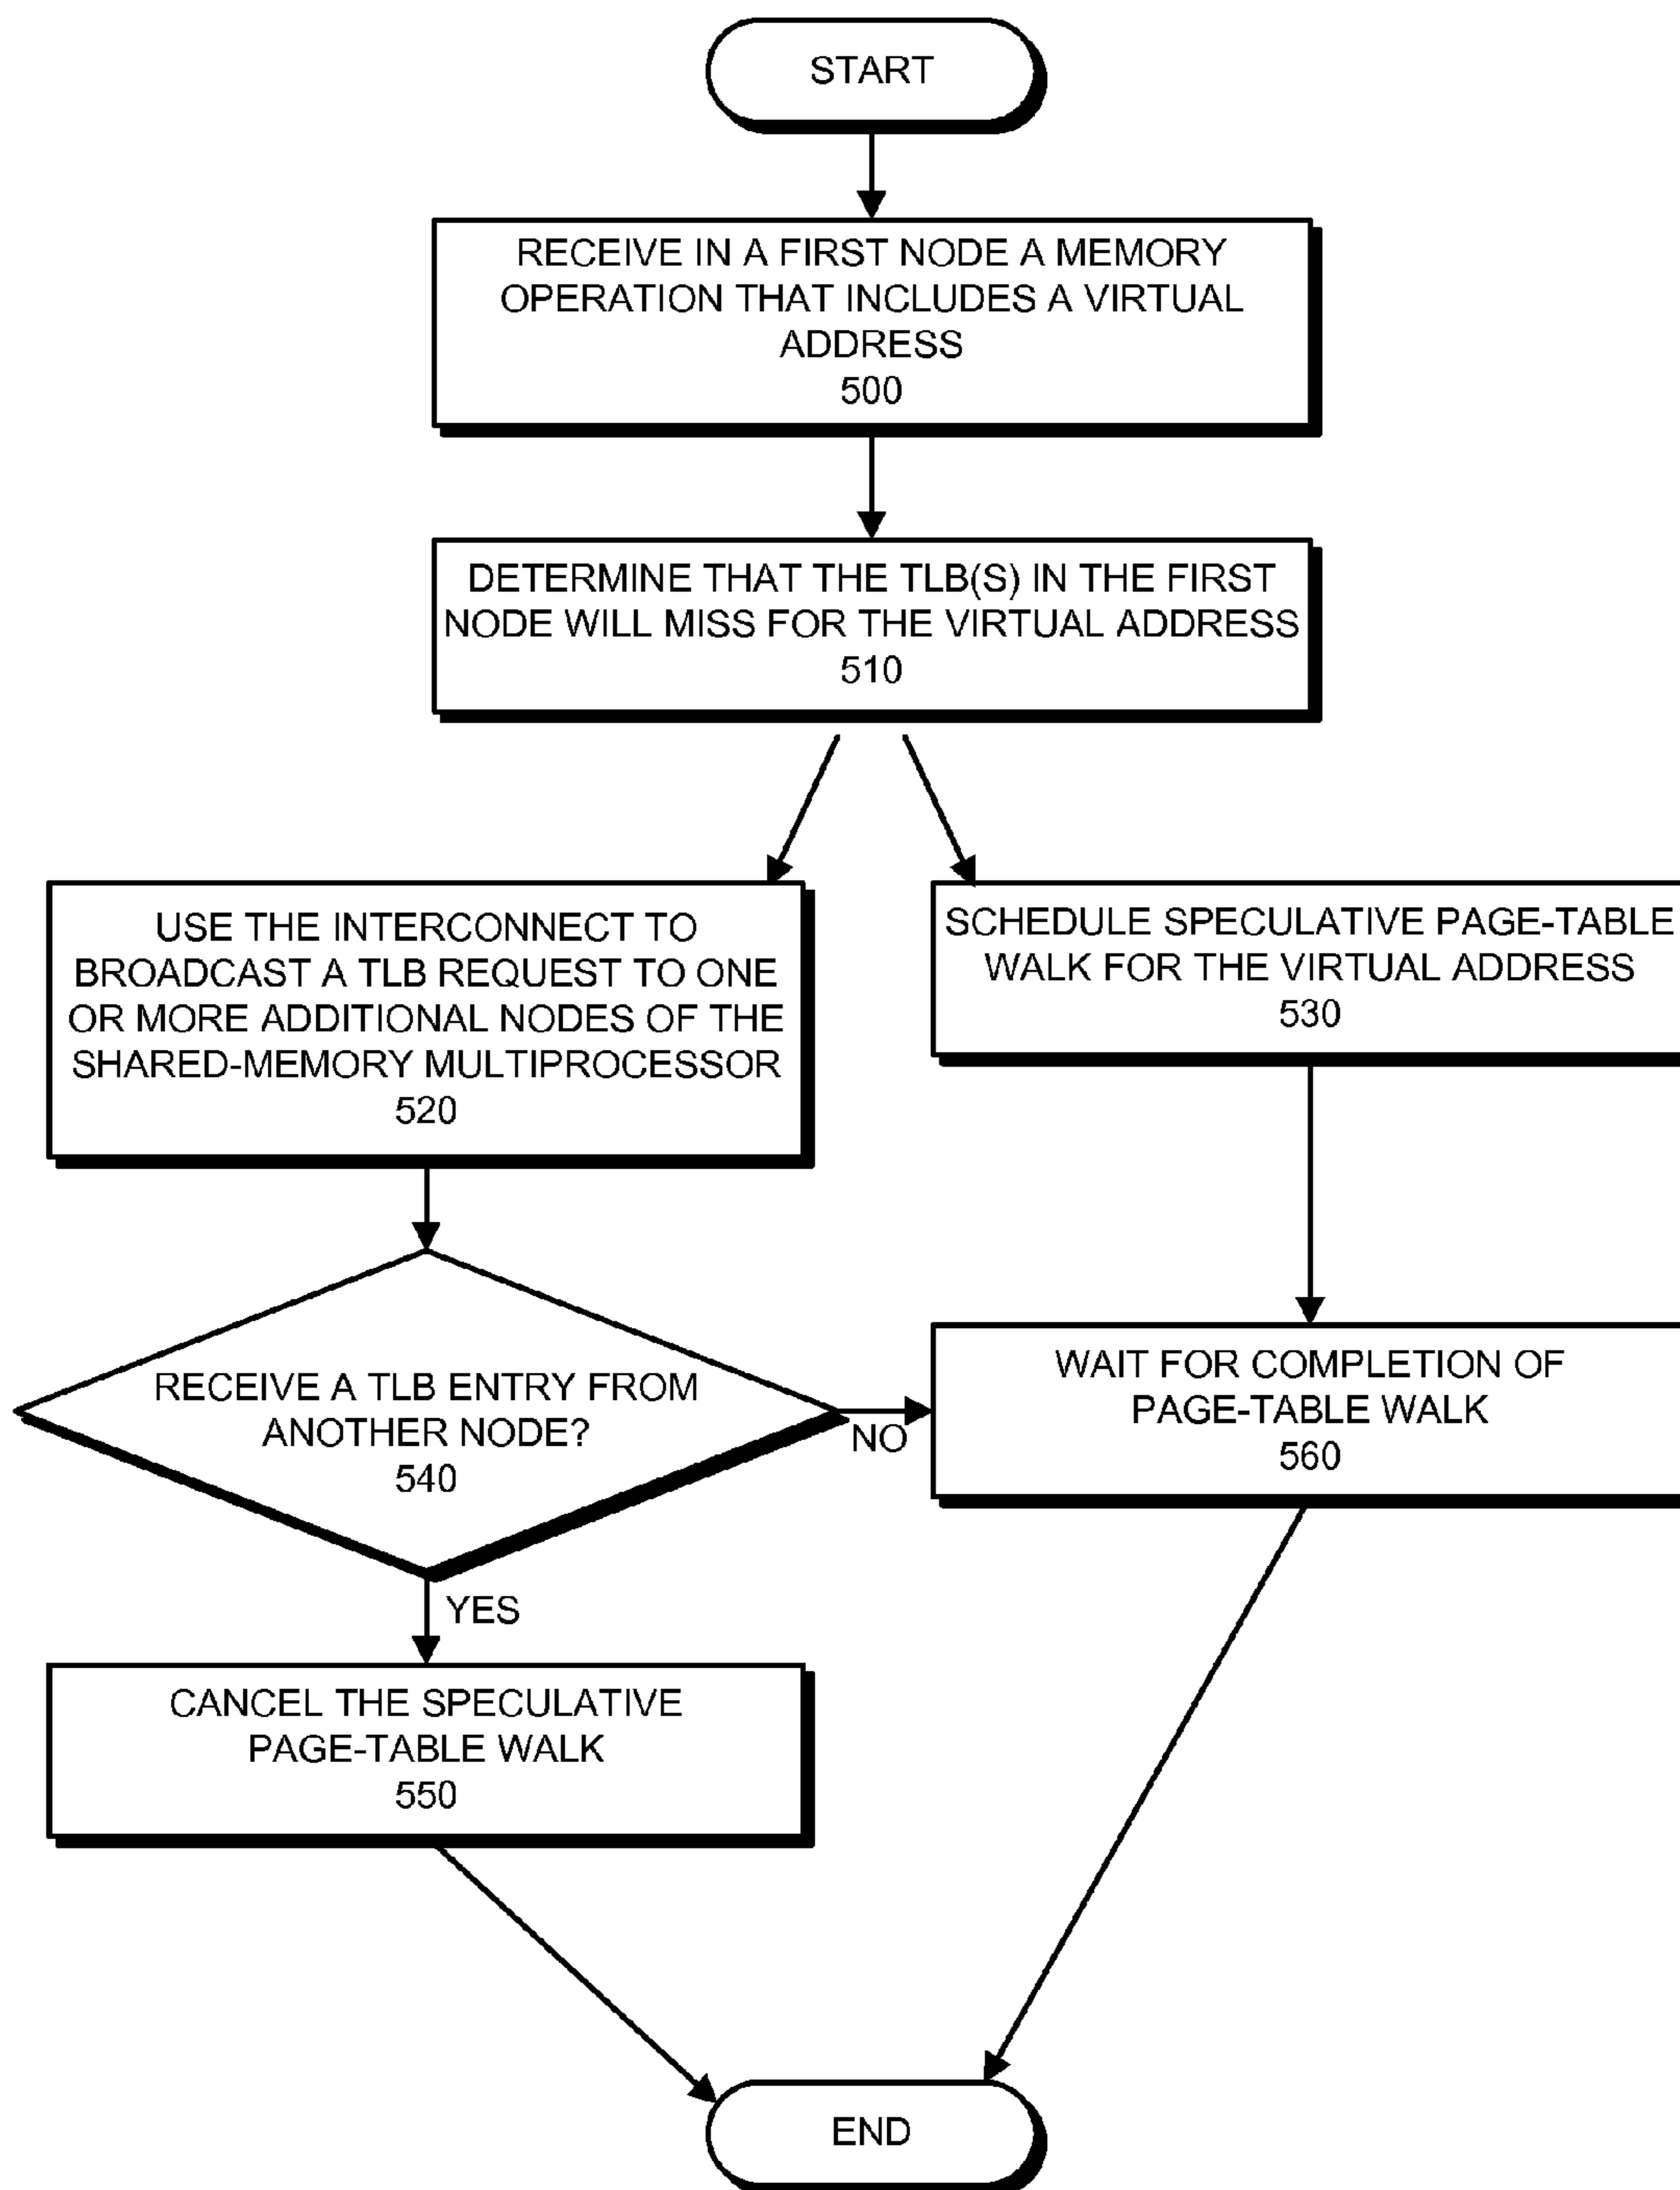 START
RECEIVE IN A FIRST NODE A MEMORY
OPERATION THAT INCLUDES A VIRTUAL
ADDRESS
500
DETERMINE THAT THE TLB(S) IN THE FIRST
NODE WILL MISS FOR THE VIRTUAL ADDRESS
510
USE THE INTERCONNECT TO
BROADCAST A TLB REQUEST TO ONE
OR MORE ADDITIONAL NODES OF THE
SHARED-MEMORY MULTIPROCESSOR
520
SCHEDULE SPECULATIVE PAGE-TABLE
WALK FOR THE VIRTUAL ADDRESS
530
RECEIVE A TLB ENTRY FROM
ANOTHER NODE?
540
NO
WAIT FOR COMPLETION OF
PAGE-TABLE WALK
560
YES
CANCEL THE SPECULATIVE
PAGE-TABLE WALK
550
END